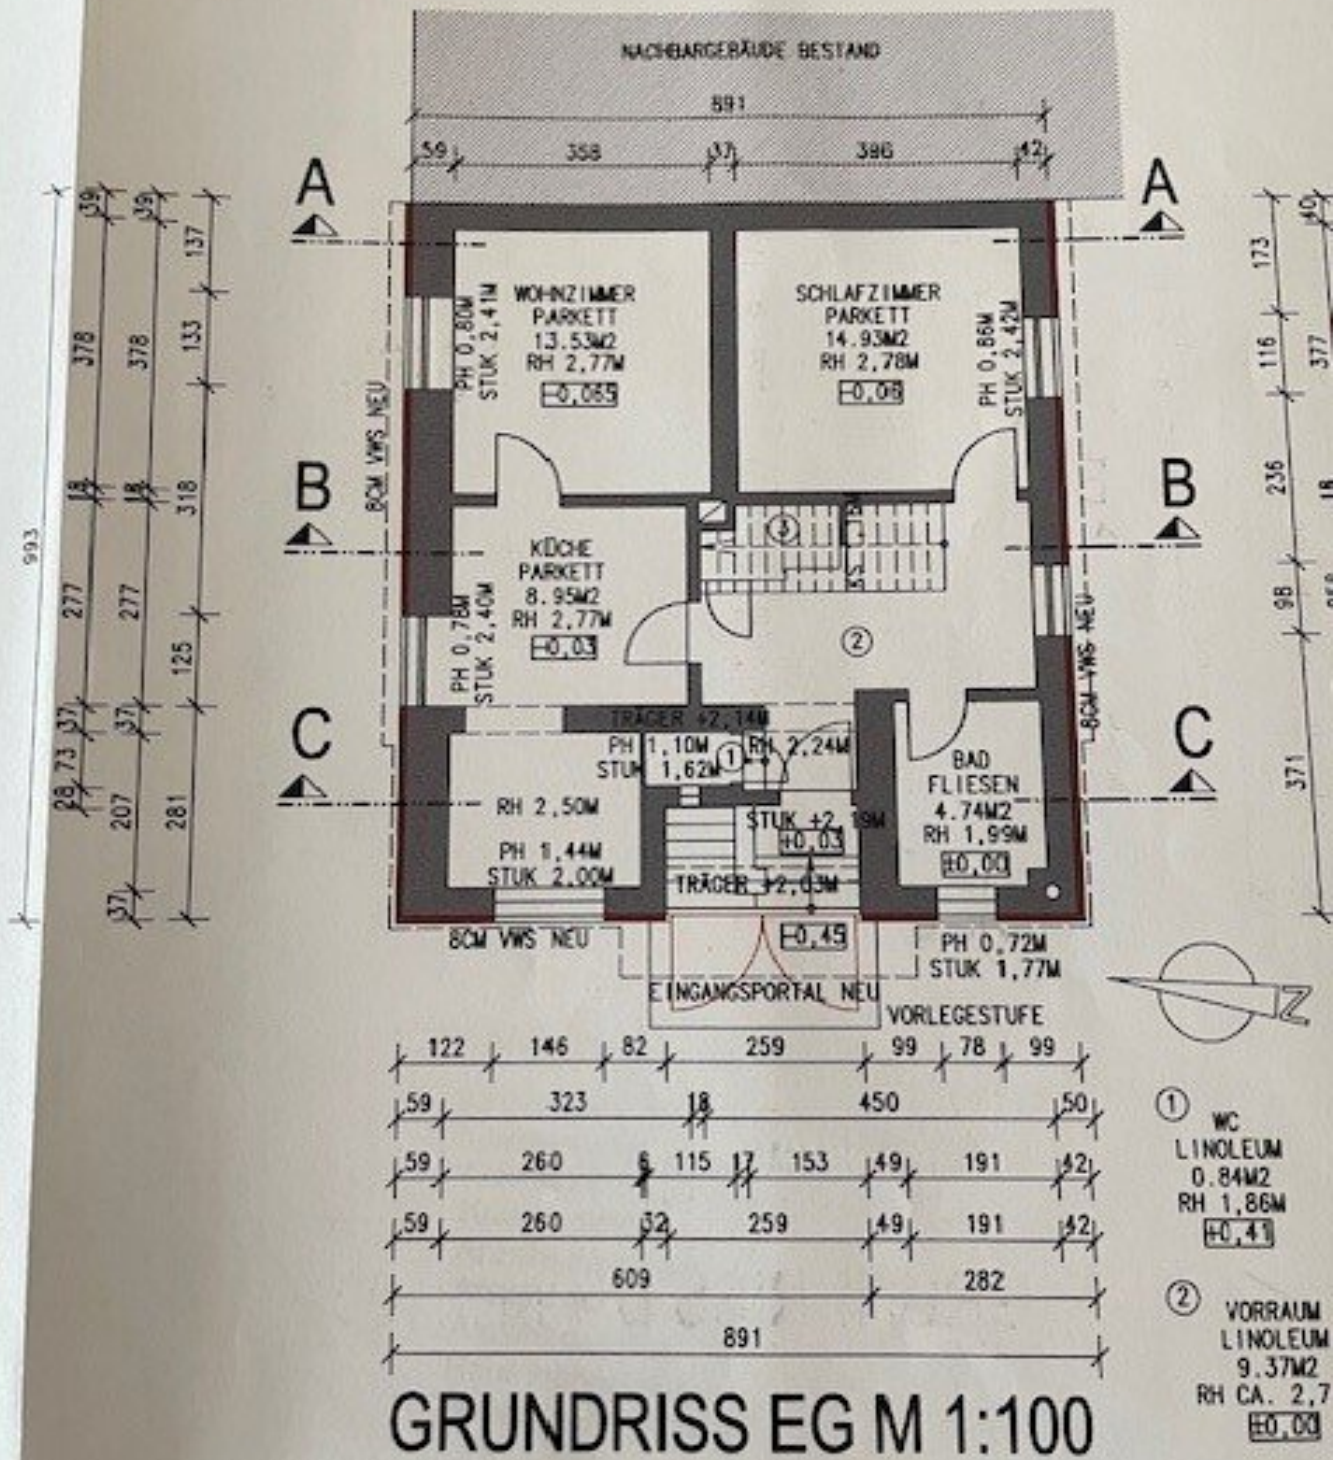 NACHBARGEBÄUDE BESTAND
891
59 358 37 386 42
A
A
39 39 137
378 378 133
18 18 318
277 277 125
37 37
73
28 207 281
37
993
173
116
236
98
371
40
377
18
WOHNZIMMER
PARKETT
13.53M2
RH 2,77M
-0,065
PH 0,80M
STUK 2,41M
SCHLAFZIMMER
PARKETT
14.93M2
RH 2,78M
-0,06
PH 0,86M
STUK 2,42M
8CM VWS NEU
B
B
KÜCHE
PARKETT
8.95M2
RH 2,77M
-0,03
PH 0,78M
STUK 2,40M
3
2
8CM VWS NEU
C
C
TRÄGER +2,14M
PH 1,10M
STUK 1,62M
1
RH 2,24M
BAD
FLIESEN
4.74M2
RH 1,99M
±0,00
RH 2,50M
PH 1,44M
STUK 2,00M
STUK +2,19M
+0,03
TRÄGER +2,03M
-0,45
8CM VWS NEU
PH 0,72M
STUK 1,77M
EINGANGSPORTAL NEU
VORLEGESTUFE
N
122 146 82 259 99 78 99
59 323 18 450 50
59 260 6 115 17 153 49 191 42
59 260 32 259 49 191 42
609 282
891
1
WC
LINOLEUM
0.84M2
RH 1,86M
+0,41
2
VORRAUM
LINOLEUM
9.37M2
RH CA. 2,7
±0,00
GRUNDRISS EG M 1:100